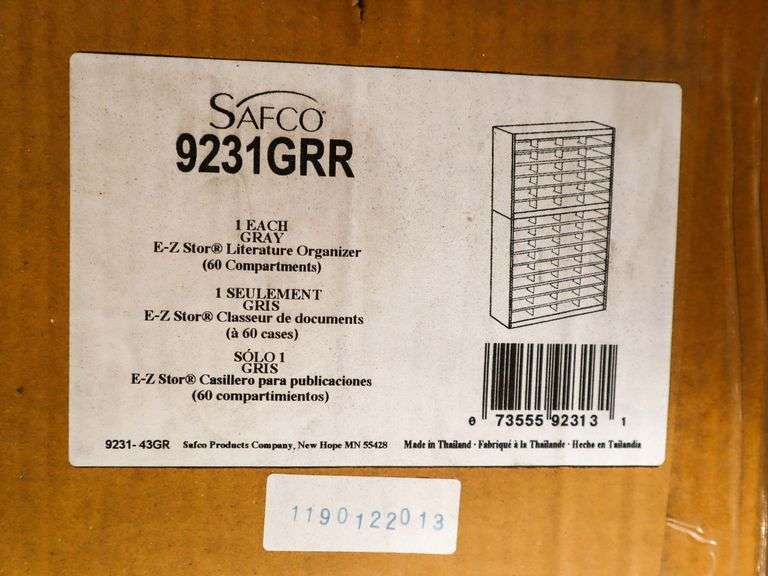 SAFCO
9231GRR
1 EACH
GRAY
E-Z Stor® Literature Organizer
(60 Compartments)
1 SEULEMENT
GRIS
E-Z Stor® Classeur de documents
(à 60 cases)
SÓLO 1
GRIS
E-Z Stor® Casillero para publicaciones
(60 compartimientos)
0 73555 92313 1
9231- 43GR Safco Products Company, New Hope MN 55428 Made in Thailand · Fabriqué à la Thaïlande · Hecho en Tailandia
1190122013